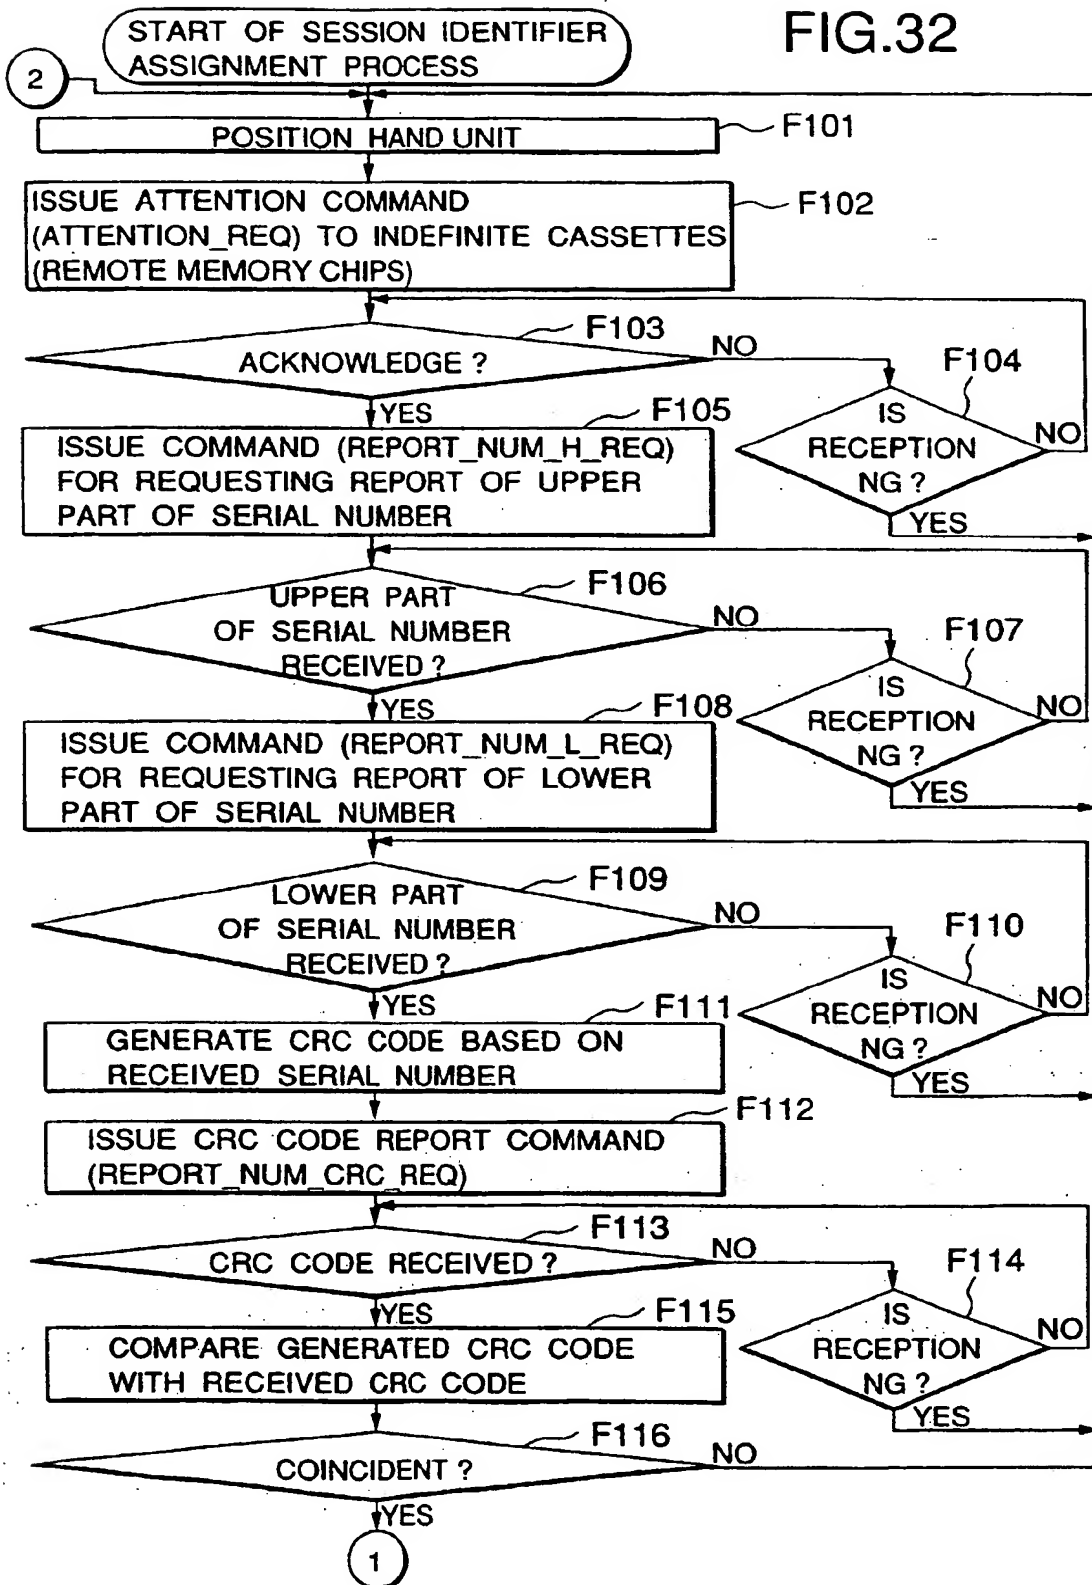 FIG.32
START OF SESSION IDENTIFIER
ASSIGNMENT PROCESS
2
POSITION HAND UNIT
F101
ISSUE ATTENTION COMMAND
(ATTENTION_REQ) TO INDEFINITE CASSETTES
(REMOTE MEMORY CHIPS)
F102
F103
ACKNOWLEDGE ?
NO
YES
F104
IS
RECEPTION
NG ?
NO
YES
F105
ISSUE COMMAND (REPORT_NUM_H_REQ)
FOR REQUESTING REPORT OF UPPER
PART OF SERIAL NUMBER
F106
UPPER PART
OF SERIAL NUMBER
RECEIVED ?
NO
YES
F107
IS
RECEPTION
NG ?
NO
YES
F108
ISSUE COMMAND (REPORT_NUM_L_REQ)
FOR REQUESTING REPORT OF LOWER
PART OF SERIAL NUMBER
F109
LOWER PART
OF SERIAL NUMBER
RECEIVED ?
NO
YES
F110
IS
RECEPTION
NG ?
NO
YES
F111
GENERATE CRC CODE BASED ON
RECEIVED SERIAL NUMBER
F112
ISSUE CRC CODE REPORT COMMAND
(REPORT_NUM_CRC_REQ)
F113
CRC CODE RECEIVED ?
NO
YES
F114
IS
RECEPTION
NG ?
NO
YES
F115
COMPARE GENERATED CRC CODE
WITH RECEIVED CRC CODE
F116
COINCIDENT ?
NO
YES
1